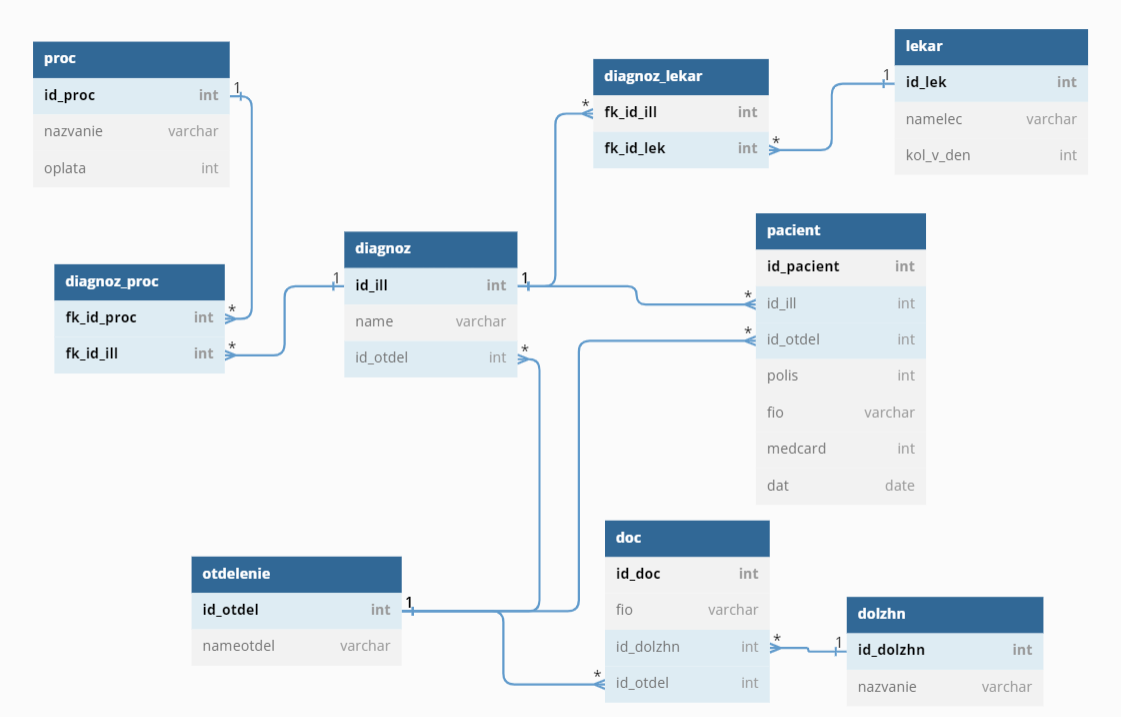 proc
id_proc int
nazvanie varchar
oplata int
1
diagnoz_lekar
fk_id_ill int
fk_id_lek int
*
*
lekar
id_lek int
namelec varchar
kol_v_den int
1
diagnoz_proc
fk_id_proc int
fk_id_ill int
*
*
diagnoz
id_ill int
name varchar
id_otdel int
1
1
*
pacient
id_pacient int
id_ill int
id_otdel int
polis int
fio varchar
medcard int
dat date
*
*
otdelenie
id_otdel int
nameotdel varchar
1
doc
id_doc int
fio varchar
id_dolzhn int
id_otdel int
*
*
dolzhn
id_dolzhn int
nazvanie varchar
1